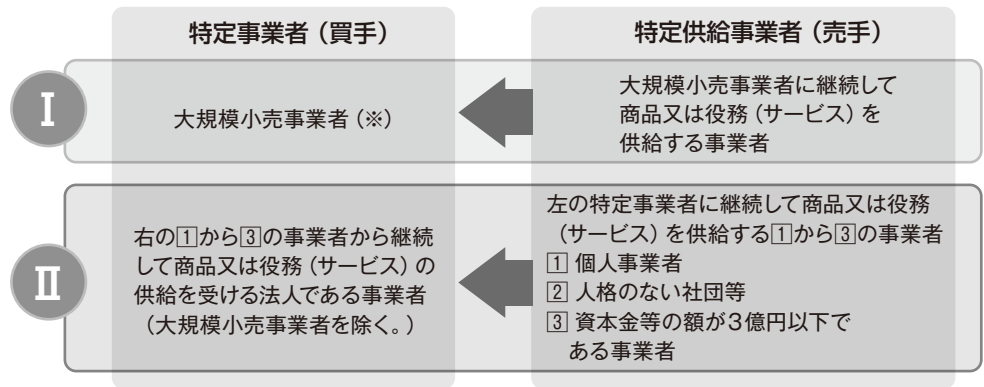 特定事業者（買手）
特定供給事業者（売手）
Ⅰ
大規模小売事業者（※）
大規模小売事業者に継続して
商品又は役務（サービス）を
供給する事業者
Ⅱ
右の1から3の事業者から継続
して商品又は役務（サービス）の
供給を受ける法人である事業者
（大規模小売事業者を除く。）
左の特定事業者に継続して商品又は役務
（サービス）を供給する1から3の事業者
1 個人事業者
2 人格のない社団等
3 資本金等の額が3億円以下で
ある事業者